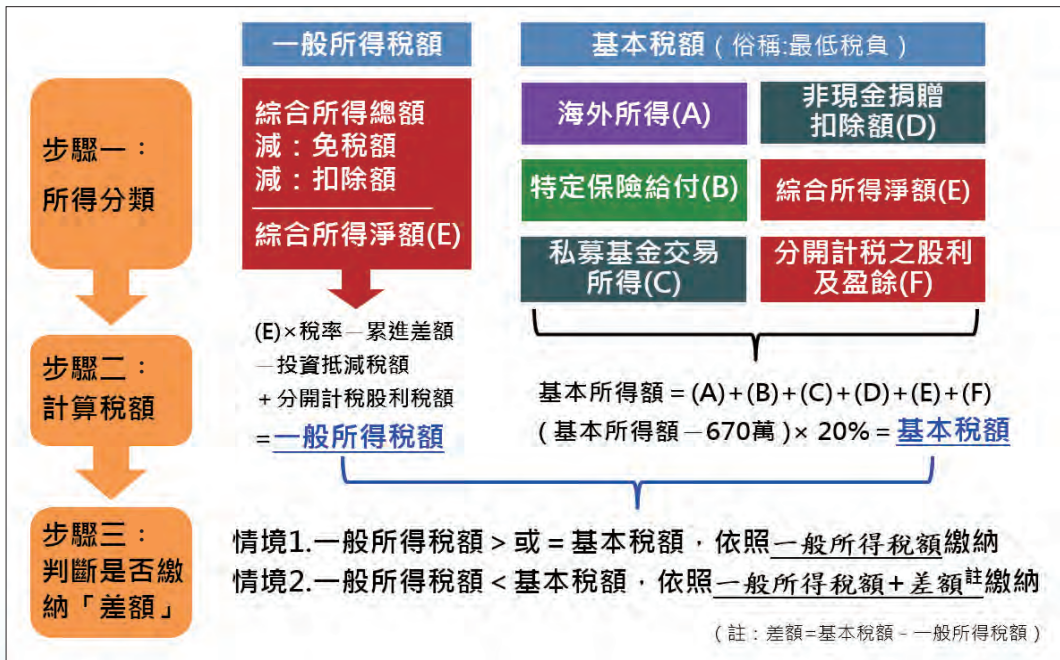 一般所得稅額
基本稅額（俗稱:最低稅負）
步驟一：
所得分類
綜合所得總額
減：免稅額
減：扣除額
綜合所得淨額(E)
海外所得(A)
非現金捐贈
扣除額(D)
特定保險給付(B)
綜合所得淨額(E)
私募基金交易
所得(C)
分開計稅之股利
及盈餘(F)
步驟二：
計算稅額
(E)×稅率－累進差額
－投資抵減稅額
＋分開計稅股利稅額
=一般所得稅額
基本所得額＝(A)+(B)+(C)+(D)+(E)+(F)
（基本所得額－670萬）× 20%＝基本稅額
步驟三：
判斷是否繳
納「差額」
情境1.一般所得稅額＞或＝基本稅額，依照一般所得稅額繳納
情境2.一般所得稅額＜基本稅額，依照一般所得稅額+差額註繳納
（註：差額=基本稅額－一般所得稅額）